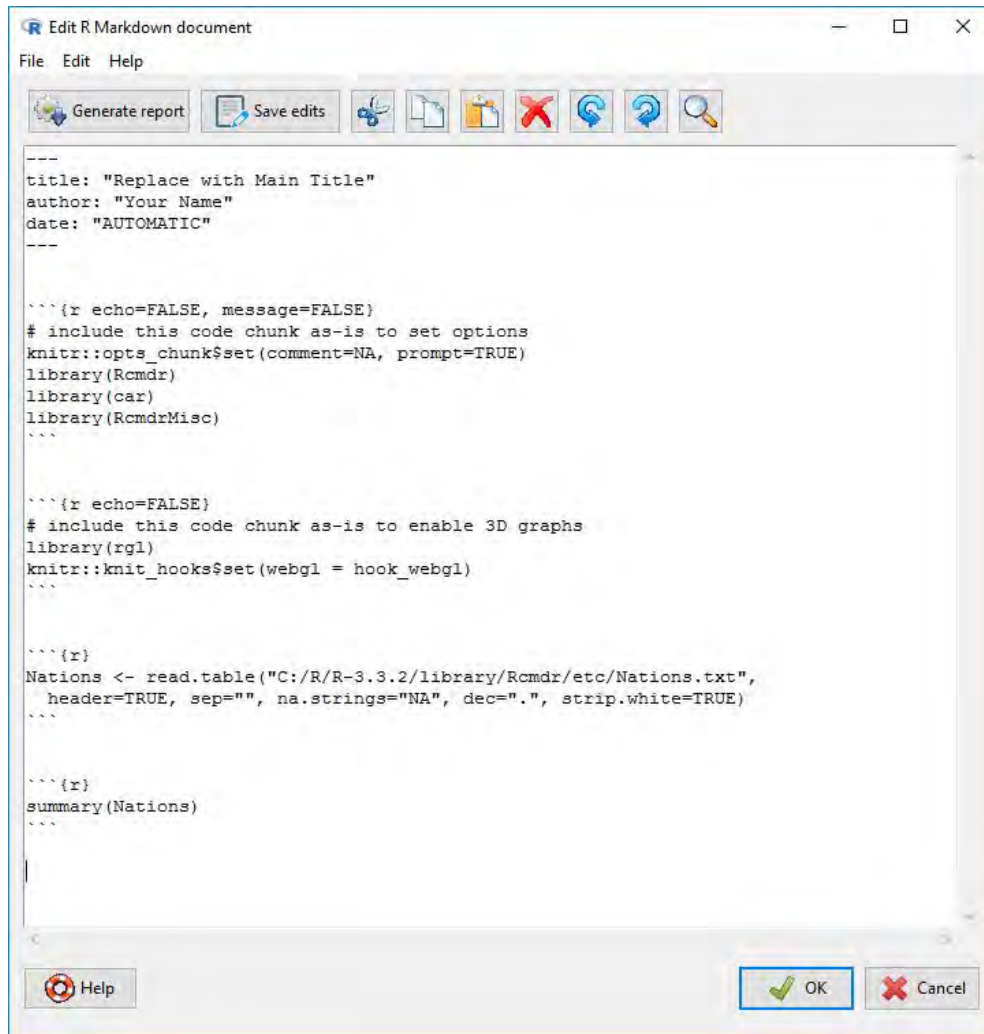 Edit R Markdown document
File Edit Help
Generate report Save edits
---
title: "Replace with Main Title"
author: "Your Name"
date: "AUTOMATIC"
---
```{r echo=FALSE, message=FALSE}
# include this code chunk as-is to set options
knitr::opts_chunk$set(comment=NA, prompt=TRUE)
library(Rcmdr)
library(car)
library(RcmdrMisc)
```
```{r echo=FALSE}
# include this code chunk as-is to enable 3D graphs
library(rgl)
knitr::knit_hooks$set(webgl = hook_webgl)
```
```{r}
Nations <- read.table("C:/R/R-3.3.2/library/Rcmdr/etc/Nations.txt",
  header=TRUE, sep="", na.strings="NA", dec=".", strip.white=TRUE)
```
```{r}
summary(Nations)
```
Help OK Cancel